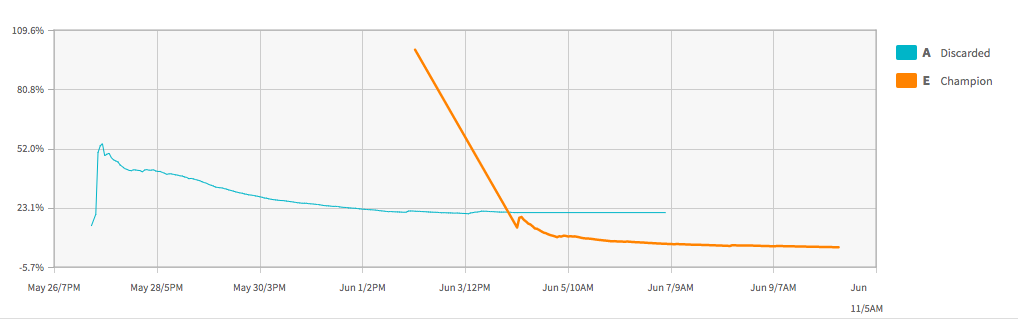 109.6%
80.8%
52.0%
23.1%
-5.7%
May 26/7PM May 28/5PM May 30/3PM Jun 1/2PM Jun 3/12PM Jun 5/10AM Jun 7/9AM Jun 9/7AM Jun
11/5AM
A Discarded
E Champion